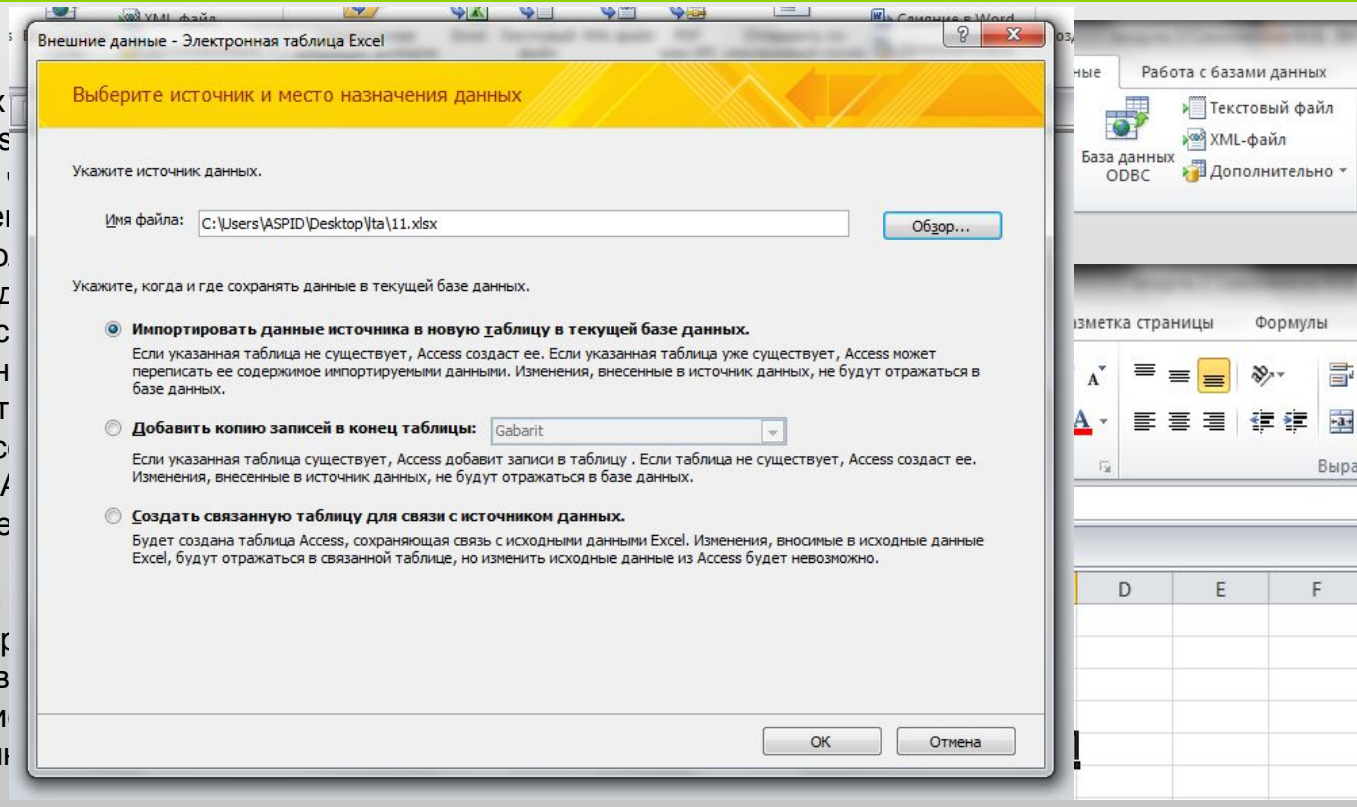 XML-файл
Слияние в Word
Внешние данные - Электронная таблица Excel
Выберите источник и место назначения данных
Укажите источник данных.
Имя файла: C:\Users\ASPID\Desktop\lta\11.xlsx Обзор...
Укажите, когда и где сохранять данные в текущей базе данных.
Импортировать данные источника в новую таблицу в текущей базе данных.
Если указанная таблица не существует, Access создаст ее. Если указанная таблица уже существует, Access может
переписать ее содержимое импортируемыми данными. Изменения, внесенные в источник данных, не будут отражаться в
базе данных.
Добавить копию записей в конец таблицы: Gabarit
Если указанная таблица существует, Access добавит записи в таблицу . Если таблица не существует, Access создаст ее.
Изменения, внесенные в источник данных, не будут отражаться в базе данных.
Создать связанную таблицу для связи с источником данных.
Будет создана таблица Access, сохраняющая связь с исходными данными Excel. Изменения, вносимые в исходные данные
Excel, будут отражаться в связанной таблице, но изменить исходные данные из Access будет невозможно.
OK Отмена
ные Работа с базами данных
Текстовый файл
XML-файл
База данных
ODBC
Дополнительно
зметка страницы Формулы
Выра
D E F